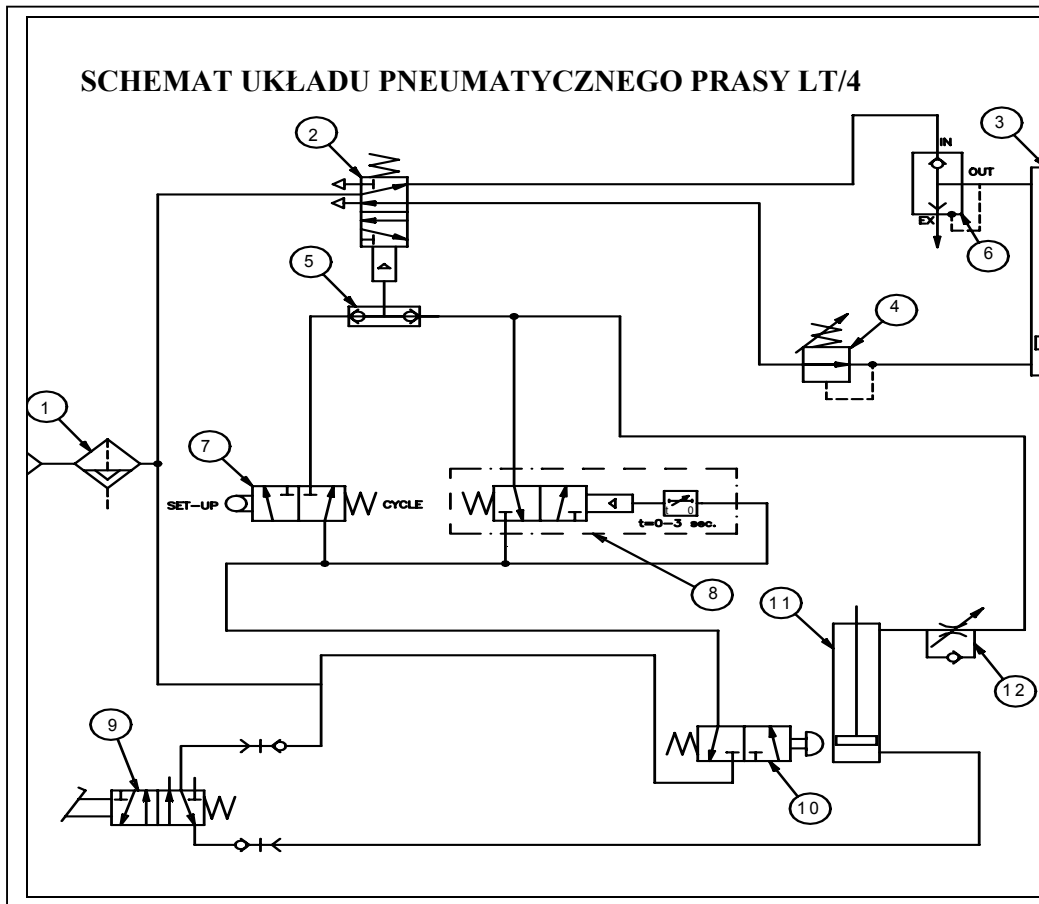 SCHEMAT UKŁADU PNEUMATYCZNEGO PRASY LT/4
2
3
IN
OUT
EX
6
5
4
1
7
SET-UP
CYCLE
t
0
t=0-3 sec.
8
11
12
9
10